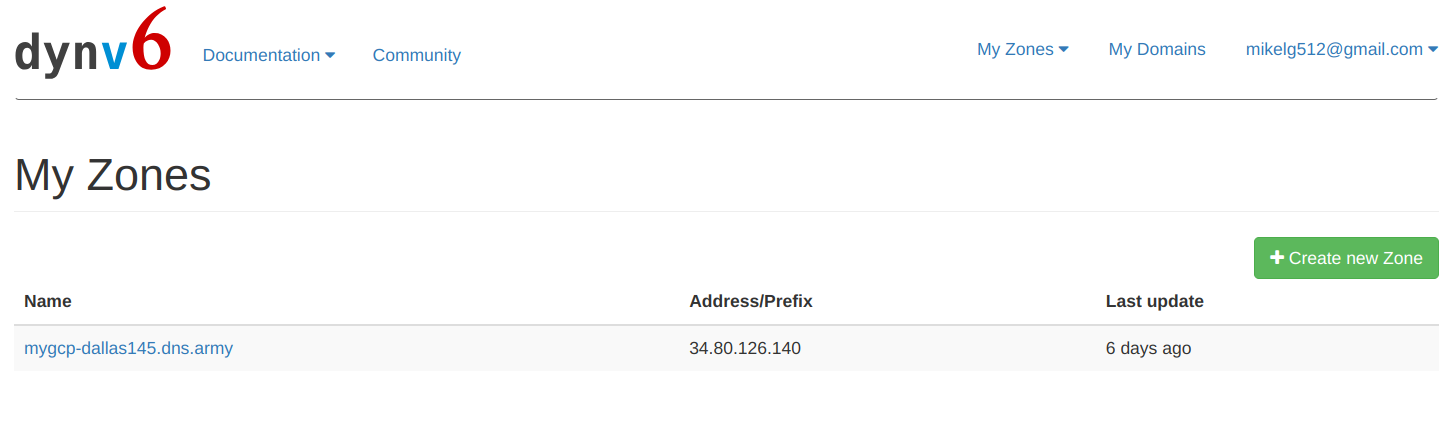 dynv6
Documentation
Community
My Zones
My Domains
mikelg512@gmail.com
My Zones
Create new Zone
Name
Address/Prefix
Last update
mygcp-dallas145.dns.army
34.80.126.140
6 days ago